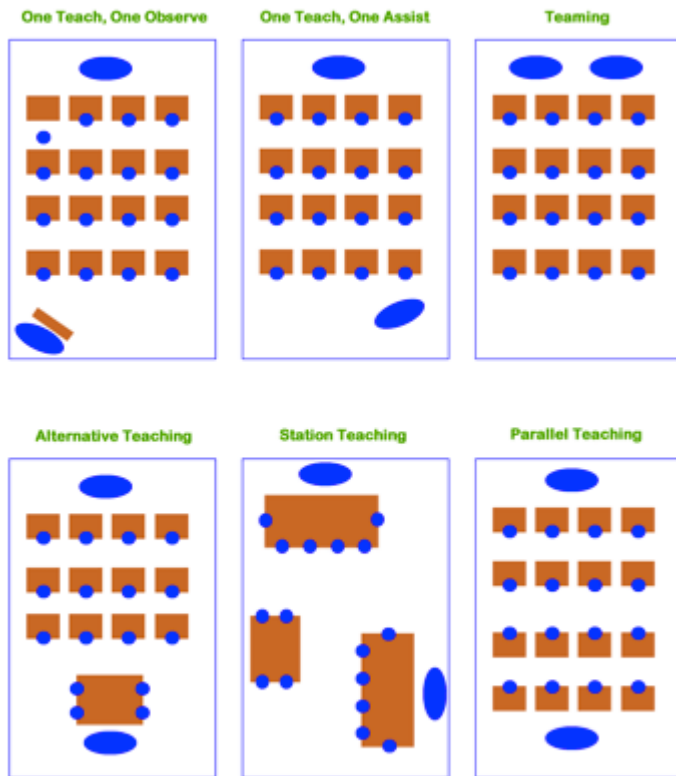 One Teach, One Observe
One Teach, One Assist
Teaming
Alternative Teaching
Station Teaching
Parallel Teaching